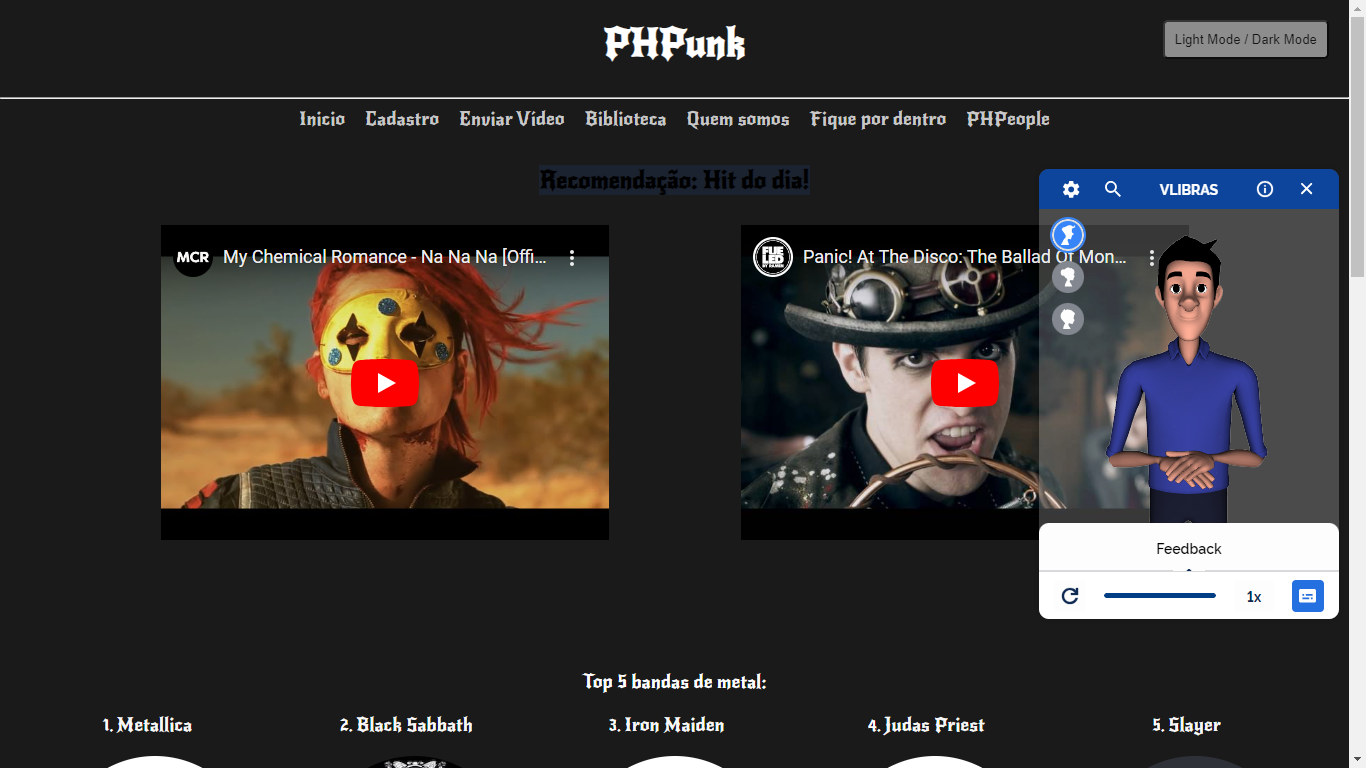 PHPunk
Light Mode / Dark Mode
Inicio Cadastro Enviar Vídeo Biblioteca Quem somos Fique por dentro PHPeople
Recomendação: Hit do dia!
VLIBRAS
MCR My Chemical Romance - Na Na Na [Offi...
FUELED BY RAMEN Panic! At The Disco: The Ballad Of Mon...
Feedback
1x
Top 5 bandas de metal:
1. Metallica 2. Black Sabbath 3. Iron Maiden 4. Judas Priest 5. Slayer